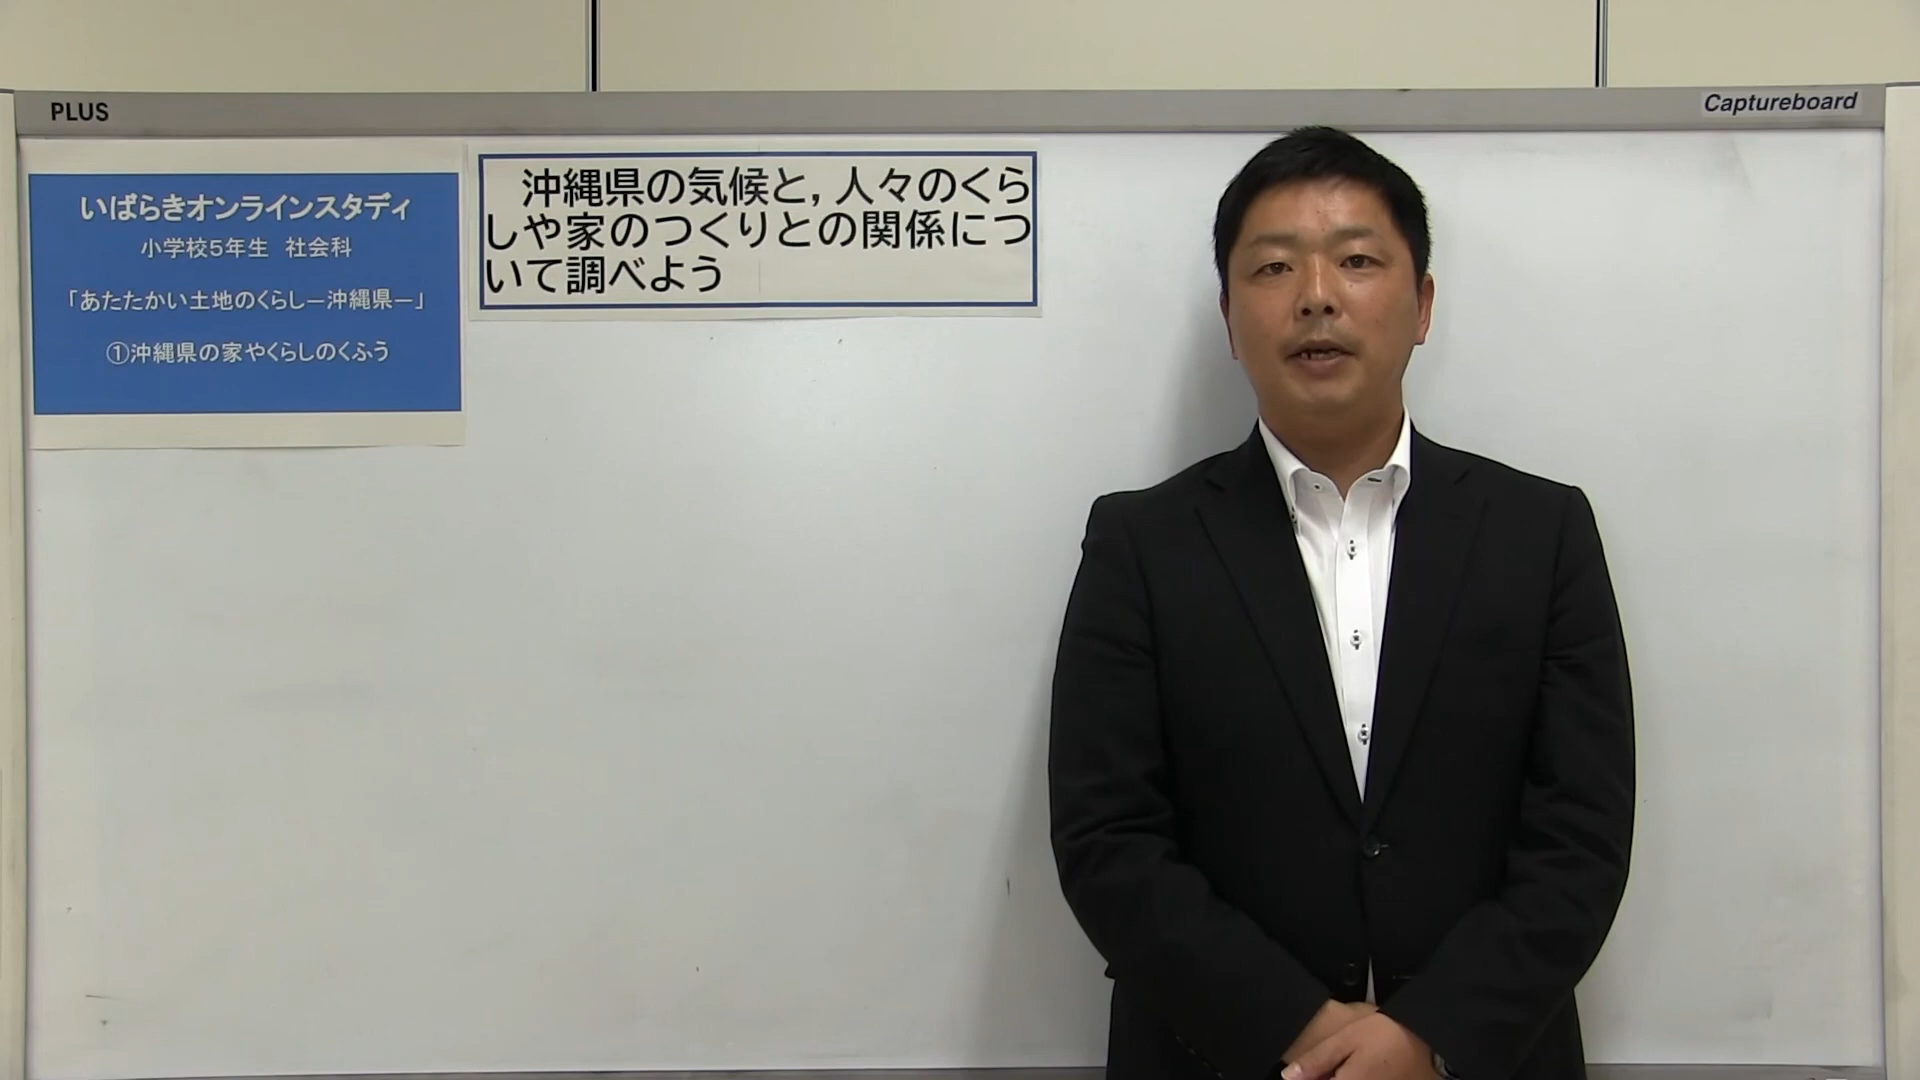 PLUS
Captureboard
いばらきオンラインスタディ
小学校5年生 社会科
「あたたかい土地のくらし－沖縄県－」
①沖縄県の家やくらしのくふう
沖縄県の気候と,人々のくら
しや家のつくりとの関係につ
いて調べよう